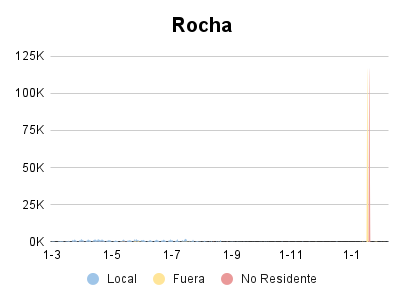 Rocha
125K
100K
75K
50K
25K
0K
1-3 1-5 1-7 1-9 1-11 1-1
Local Fuera No Residente